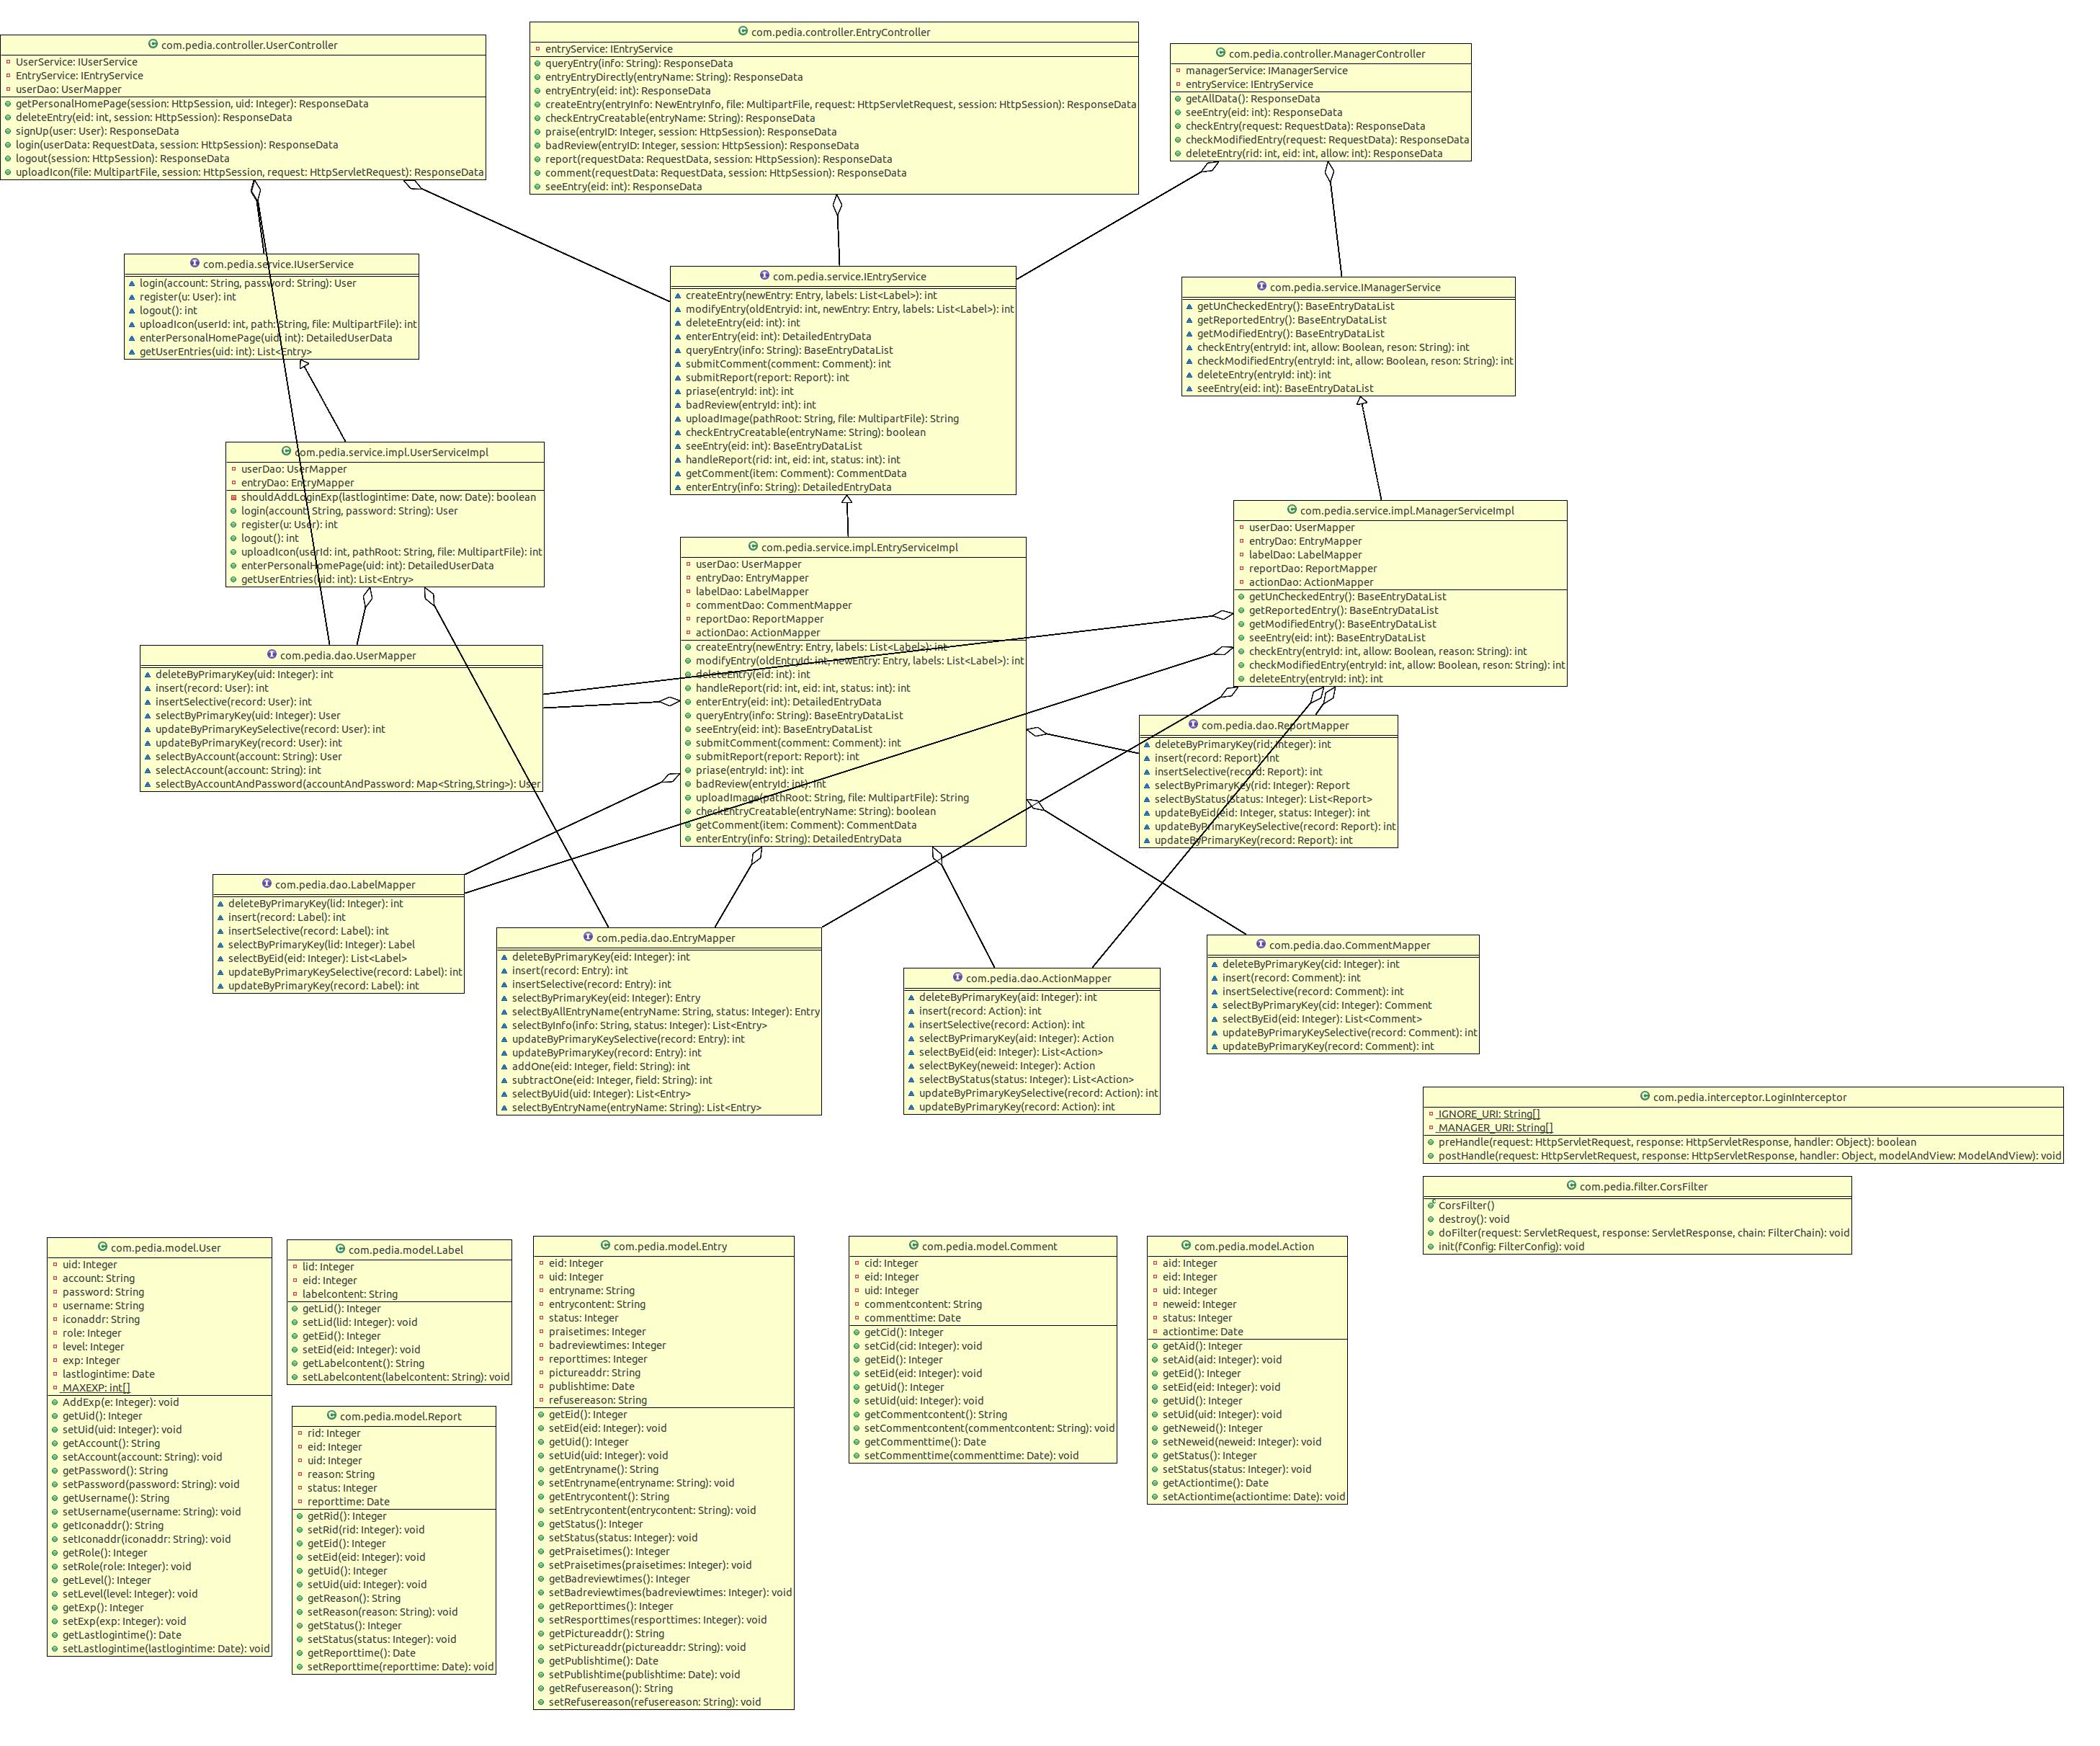 com.pedia.controller.UserController
UserService: IUserService
EntryService: IEntryService
userDao: UserMapper
getPersonalHomePage(session: HttpSession, uid: Integer): ResponseData
deleteEntry(eid: int, session: HttpSession): ResponseData
signUp(user: User): ResponseData
login(userData: RequestData, session: HttpSession): ResponseData
logout(session: HttpSession): ResponseData
uploadIcon(file: MultipartFile, session: HttpSession, request: HttpServletRequest): ResponseData
com.pedia.controller.EntryController
entryService: IEntryService
queryEntry(info: String): ResponseData
entryEntryDirectly(entryName: String): ResponseData
entryEntry(eid: int): ResponseData
createEntry(entryInfo: NewEntryInfo, file: MultipartFile, request: HttpServletRequest, session: HttpSession): ResponseData
checkEntryCreatable(entryName: String): ResponseData
praise(entryID: Integer, session: HttpSession): ResponseData
badReview(entryID: Integer, session: HttpSession): ResponseData
report(requestData: RequestData, session: HttpSession): ResponseData
comment(requestData: RequestData, session: HttpSession): ResponseData
seeEntry(eid: int): ResponseData
com.pedia.controller.ManagerController
managerService: IManagerService
entryService: IEntryService
getAllData(): ResponseData
seeEntry(eid: int): ResponseData
checkEntry(request: RequestData): ResponseData
checkModifiedEntry(request: RequestData): ResponseData
deleteEntry(rid: int, eid: int, allow: int): ResponseData
com.pedia.service.IUserService
login(account: String, password: String): User
register(u: User): int
logout(): int
uploadIcon(userId: int, path: String, file: MultipartFile): int
enterPersonalHomePage(uid: int): DetailedUserData
getUserEntries(uid: int): List<Entry>
com.pedia.service.IEntryService
createEntry(newEntry: Entry, labels: List<Label>): int
modifyEntry(oldEntryid: int, newEntry: Entry, labels: List<Label>): int
deleteEntry(eid: int): int
enterEntry(eid: int): DetailedEntryData
queryEntry(info: String): BaseEntryDataList
submitComment(comment: Comment): int
submitReport(report: Report): int
priase(entryId: int): int
badReview(entryId: int): int
uploadImage(pathRoot: String, file: MultipartFile): String
checkEntryCreatable(entryName: String): boolean
seeEntry(eid: int): BaseEntryDataList
handleReport(rid: int, eid: int, status: int): int
getComment(item: Comment): CommentData
enterEntry(info: String): DetailedEntryData
com.pedia.service.IManagerService
getUnCheckedEntry(): BaseEntryDataList
getReportedEntry(): BaseEntryDataList
getModifiedEntry(): BaseEntryDataList
checkEntry(entryId: int, allow: Boolean, reson: String): int
checkModifiedEntry(entryId: int, allow: Boolean, reson: String): int
deleteEntry(entryId: int): int
seeEntry(eid: int): BaseEntryDataList
com.pedia.service.impl.UserServiceImpl
userDao: UserMapper
entryDao: EntryMapper
shouldAddLoginExp(lastlogintime: Date, now: Date): boolean
login(account: String, password: String): User
register(u: User): int
logout(): int
uploadIcon(userId: int, pathRoot: String, file: MultipartFile): int
enterPersonalHomePage(uid: int): DetailedUserData
getUserEntries(uid: int): List<Entry>
com.pedia.service.impl.EntryServiceImpl
userDao: UserMapper
entryDao: EntryMapper
labelDao: LabelMapper
commentDao: CommentMapper
reportDao: ReportMapper
actionDao: ActionMapper
createEntry(newEntry: Entry, labels: List<Label>): int
modifyEntry(oldEntryId: int, newEntry: Entry, labels: List<Label>): int
deleteEntry(eid: int): int
handleReport(rid: int, eid: int, status: int): int
enterEntry(eid: int): DetailedEntryData
queryEntry(info: String): BaseEntryDataList
seeEntry(eid: int): BaseEntryDataList
submitComment(comment: Comment): int
submitReport(report: Report): int
priase(entryId: int): int
badReview(entryId: int): int
uploadImage(pathRoot: String, file: MultipartFile): String
checkEntryCreatable(entryName: String): boolean
getComment(item: Comment): CommentData
enterEntry(info: String): DetailedEntryData
com.pedia.service.impl.ManagerServiceImpl
userDao: UserMapper
entryDao: EntryMapper
labelDao: LabelMapper
reportDao: ReportMapper
actionDao: ActionMapper
getUnCheckedEntry(): BaseEntryDataList
getReportedEntry(): BaseEntryDataList
getModifiedEntry(): BaseEntryDataList
seeEntry(eid: int): BaseEntryDataList
checkEntry(entryId: int, allow: Boolean, reason: String): int
checkModifiedEntry(entryId: int, allow: Boolean, reson: String): int
deleteEntry(entryId: int): int
com.pedia.dao.UserMapper
deleteByPrimaryKey(uid: Integer): int
insert(record: User): int
insertSelective(record: User): int
selectByPrimaryKey(uid: Integer): User
updateByPrimaryKeySelective(record: User): int
updateByPrimaryKey(record: User): int
selectByAccount(account: String): User
selectAccount(account: String): int
selectByAccountAndPassword(accountAndPassword: Map<String,String>): User
com.pedia.dao.ReportMapper
deleteByPrimaryKey(rid: Integer): int
insert(record: Report): int
insertSelective(record: Report): int
selectByPrimaryKey(rid: Integer): Report
selectByStatus(Status: Integer): List<Report>
updateByEid(eid: Integer, status: Integer): int
updateByPrimaryKeySelective(record: Report): int
updateByPrimaryKey(record: Report): int
com.pedia.dao.LabelMapper
deleteByPrimaryKey(lid: Integer): int
insert(record: Label): int
insertSelective(record: Label): int
selectByPrimaryKey(lid: Integer): Label
selectByEid(eid: Integer): List<Label>
updateByPrimaryKeySelective(record: Label): int
updateByPrimaryKey(record: Label): int
com.pedia.dao.EntryMapper
deleteByPrimaryKey(eid: Integer): int
insert(record: Entry): int
insertSelective(record: Entry): int
selectByPrimaryKey(eid: Integer): Entry
selectByAllEntryName(entryName: String, status: Integer): Entry
selectByInfo(info: String, status: Integer): List<Entry>
updateByPrimaryKeySelective(record: Entry): int
updateByPrimaryKey(record: Entry): int
addOne(eid: Integer, field: String): int
subtractOne(eid: Integer, field: String): int
selectByUid(uid: Integer): List<Entry>
selectByEntryName(entryName: String): List<Entry>
com.pedia.dao.ActionMapper
deleteByPrimaryKey(aid: Integer): int
insert(record: Action): int
insertSelective(record: Action): int
selectByPrimaryKey(aid: Integer): Action
selectByEid(eid: Integer): List<Action>
selectByKey(neweid: Integer): Action
selectByStatus(status: Integer): List<Action>
updateByPrimaryKeySelective(record: Action): int
updateByPrimaryKey(record: Action): int
com.pedia.dao.CommentMapper
deleteByPrimaryKey(cid: Integer): int
insert(record: Comment): int
insertSelective(record: Comment): int
selectByPrimaryKey(cid: Integer): Comment
selectByEid(eid: Integer): List<Comment>
updateByPrimaryKeySelective(record: Comment): int
updateByPrimaryKey(record: Comment): int
com.pedia.interceptor.LoginInterceptor
IGNORE_URI: String[]
MANAGER_URI: String[]
preHandle(request: HttpServletRequest, response: HttpServletResponse, handler: Object): boolean
postHandle(request: HttpServletRequest, response: HttpServletResponse, handler: Object, modelAndView: ModelAndView): void
com.pedia.filter.CorsFilter
CorsFilter()
destroy(): void
doFilter(request: ServletRequest, response: ServletResponse, chain: FilterChain): void
init(fConfig: FilterConfig): void
com.pedia.model.User
uid: Integer
account: String
password: String
username: String
iconaddr: String
role: Integer
level: Integer
exp: Integer
lastlogintime: Date
MAXEXP: int[]
AddExp(e: Integer): void
getUid(): Integer
setUid(uid: Integer): void
getAccount(): String
setAccount(account: String): void
getPassword(): String
setPassword(password: String): void
getUsername(): String
setUsername(username: String): void
getIconaddr(): String
setIconaddr(iconaddr: String): void
getRole(): Integer
setRole(role: Integer): void
getLevel(): Integer
setLevel(level: Integer): void
getExp(): Integer
setExp(exp: Integer): void
getLastlogintime(): Date
setLastlogintime(lastlogintime: Date): void
com.pedia.model.Label
lid: Integer
eid: Integer
labelcontent: String
getLid(): Integer
setLid(lid: Integer): void
getEid(): Integer
setEid(eid: Integer): void
getLabelcontent(): String
setLabelcontent(labelcontent: String): void
com.pedia.model.Report
rid: Integer
eid: Integer
uid: Integer
reason: String
status: Integer
reporttime: Date
getRid(): Integer
setRid(rid: Integer): void
getEid(): Integer
setEid(eid: Integer): void
getUid(): Integer
setUid(uid: Integer): void
getReason(): String
setReason(reason: String): void
getStatus(): Integer
setStatus(status: Integer): void
getReporttime(): Date
setReporttime(reporttime: Date): void
com.pedia.model.Entry
eid: Integer
uid: Integer
entryname: String
entrycontent: String
status: Integer
praisetimes: Integer
badreviewtimes: Integer
reporttimes: Integer
pictureaddr: String
publishtime: Date
refusereason: String
getEid(): Integer
setEid(eid: Integer): void
getUid(): Integer
setUid(uid: Integer): void
getEntryname(): String
setEntryname(entryname: String): void
getEntrycontent(): String
setEntrycontent(entrycontent: String): void
getStatus(): Integer
setStatus(status: Integer): void
getPraisetimes(): Integer
setPraisetimes(praisetimes: Integer): void
getBadreviewtimes(): Integer
setBadreviewtimes(badreviewtimes: Integer): void
getReporttimes(): Integer
setResporttimes(resporttimes: Integer): void
getPictureaddr(): String
setPictureaddr(pictureaddr: String): void
getPublishtime(): Date
setPublishtime(publishtime: Date): void
getRefusereason(): String
setRefusereason(refusereason: String): void
com.pedia.model.Comment
cid: Integer
eid: Integer
uid: Integer
commentcontent: String
commenttime: Date
getCid(): Integer
setCid(cid: Integer): void
getEid(): Integer
setEid(eid: Integer): void
getUid(): Integer
setUid(uid: Integer): void
getCommentcontent(): String
setCommentcontent(commentcontent: String): void
getCommenttime(): Date
setCommenttime(commenttime: Date): void
com.pedia.model.Action
aid: Integer
eid: Integer
uid: Integer
neweid: Integer
status: Integer
actiontime: Date
getAid(): Integer
setAid(aid: Integer): void
getEid(): Integer
setEid(eid: Integer): void
getUid(): Integer
setUid(uid: Integer): void
getNeweid(): Integer
setNeweid(neweid: Integer): void
getStatus(): Integer
setStatus(status: Integer): void
getActiontime(): Date
setActiontime(actiontime: Date): void